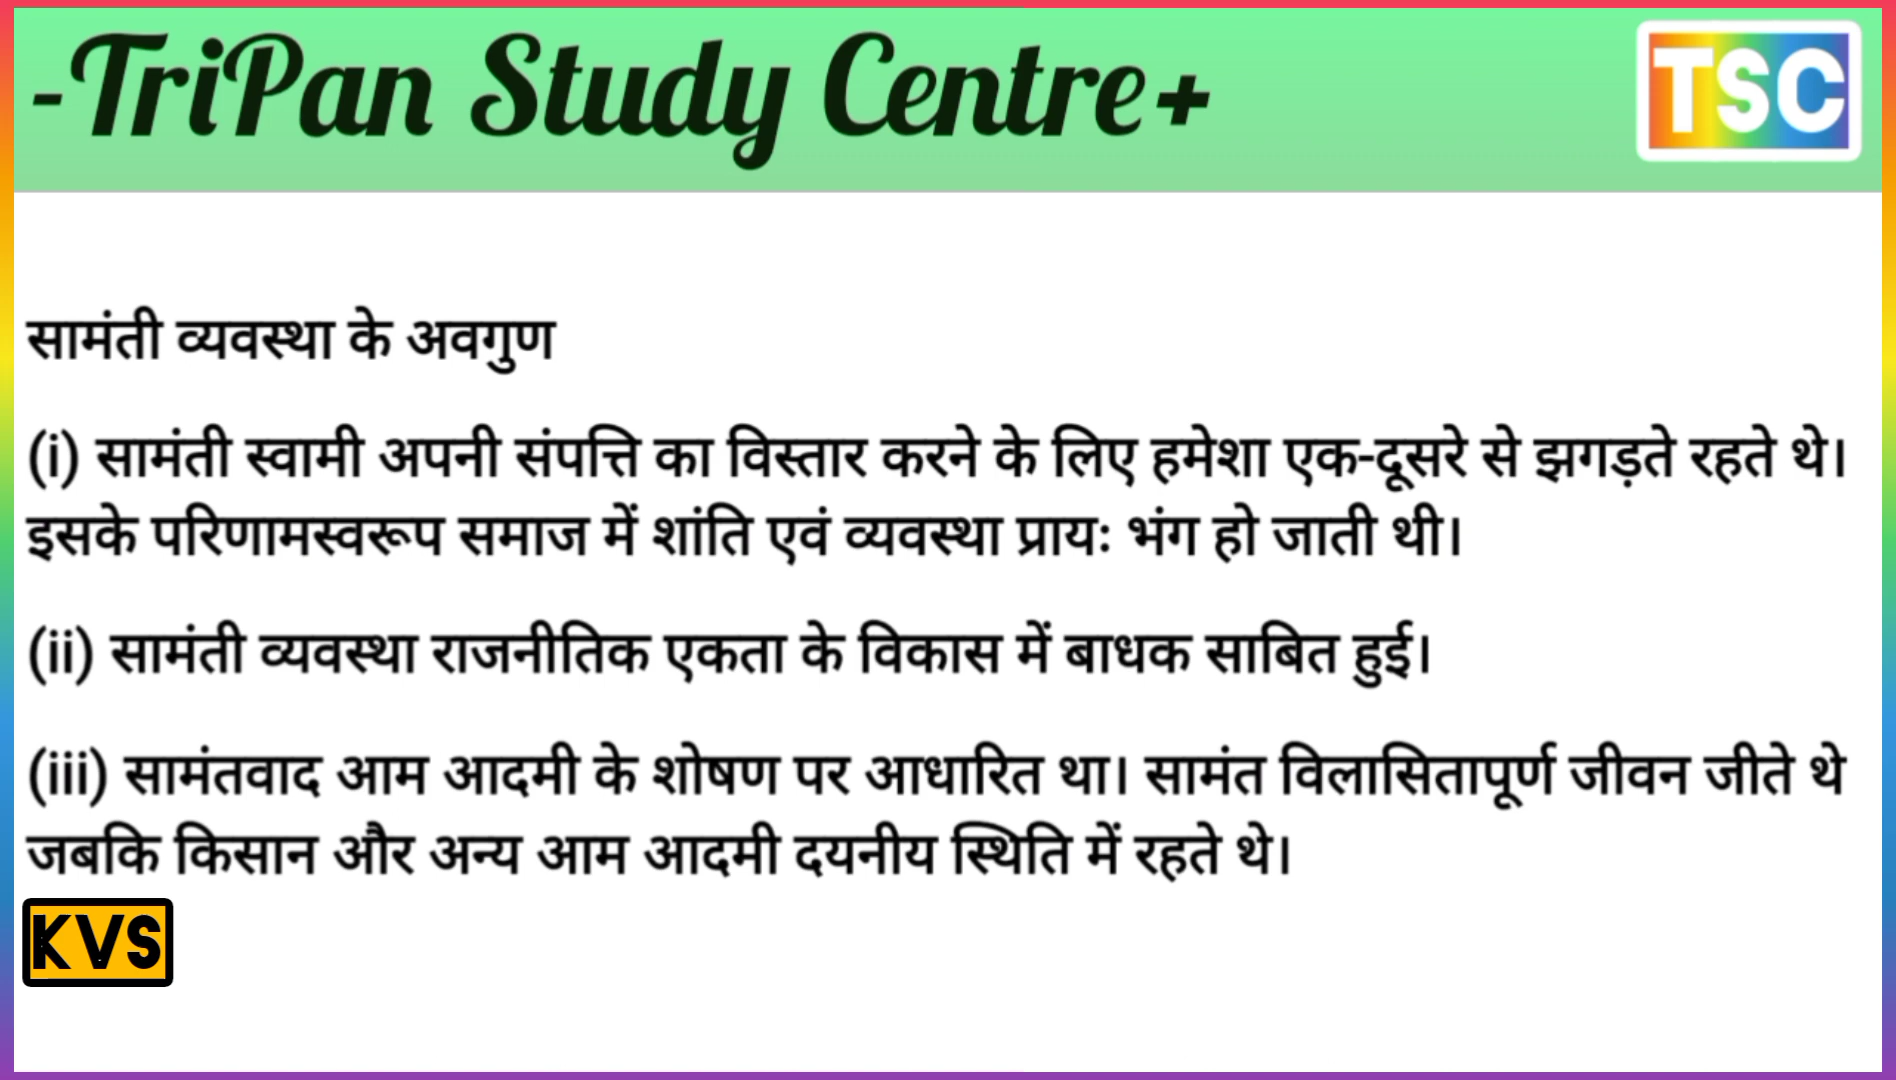 -TriPan Study Centre+
TSC
सामंती व्यवस्था के अवगुण
(i) सामंती स्वामी अपनी संपत्ति का विस्तार करने के लिए हमेशा एक-दूसरे से झगड़ते रहते थे।
इसके परिणामस्वरूप समाज में शांति एवं व्यवस्था प्रायः भंग हो जाती थी।
(ii) सामंती व्यवस्था राजनीतिक एकता के विकास में बाधक साबित हुई।
(iii) सामंतवाद आम आदमी के शोषण पर आधारित था। सामंत विलासितापूर्ण जीवन जीते थे
जबकि किसान और अन्य आम आदमी दयनीय स्थिति में रहते थे।
KVS